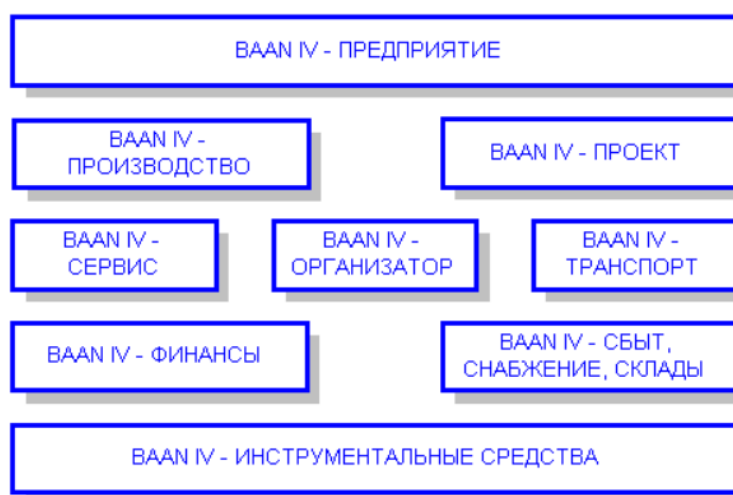 BAAN IV - ПРЕДПРИЯТИЕ
BAAN IV -
ПРОИЗВОДСТВО
BAAN IV - ПРОЕКТ
BAAN IV -
СЕРВИС
BAAN IV -
ОРГАНИЗАТОР
BAAN IV -
ТРАНСПОРТ
BAAN IV - ФИНАНСЫ
BAAN IV - СБЫТ,
СНАБЖЕНИЕ, СКЛАДЫ
BAAN IV - ИНСТРУМЕНТАЛЬНЫЕ СРЕДСТВА